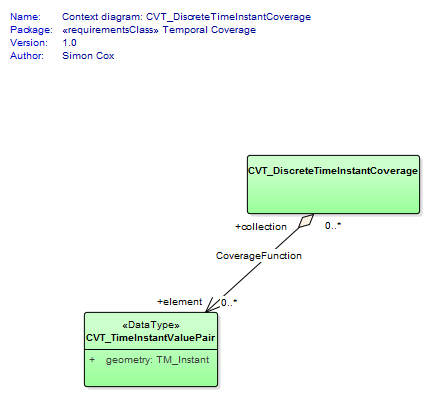 Name: Context diagram: CVT_DiscreteTimeInstantCoverage
Package: «requirementsClass» Temporal Coverage
Version: 1.0
Author: Simon Cox
CVT_DiscreteTimeInstantCoverage
+collection 0..*
CoverageFunction
+element 0..*
«DataType»
CVT_TimeInstantValuePair
+ geometry: TM_Instant